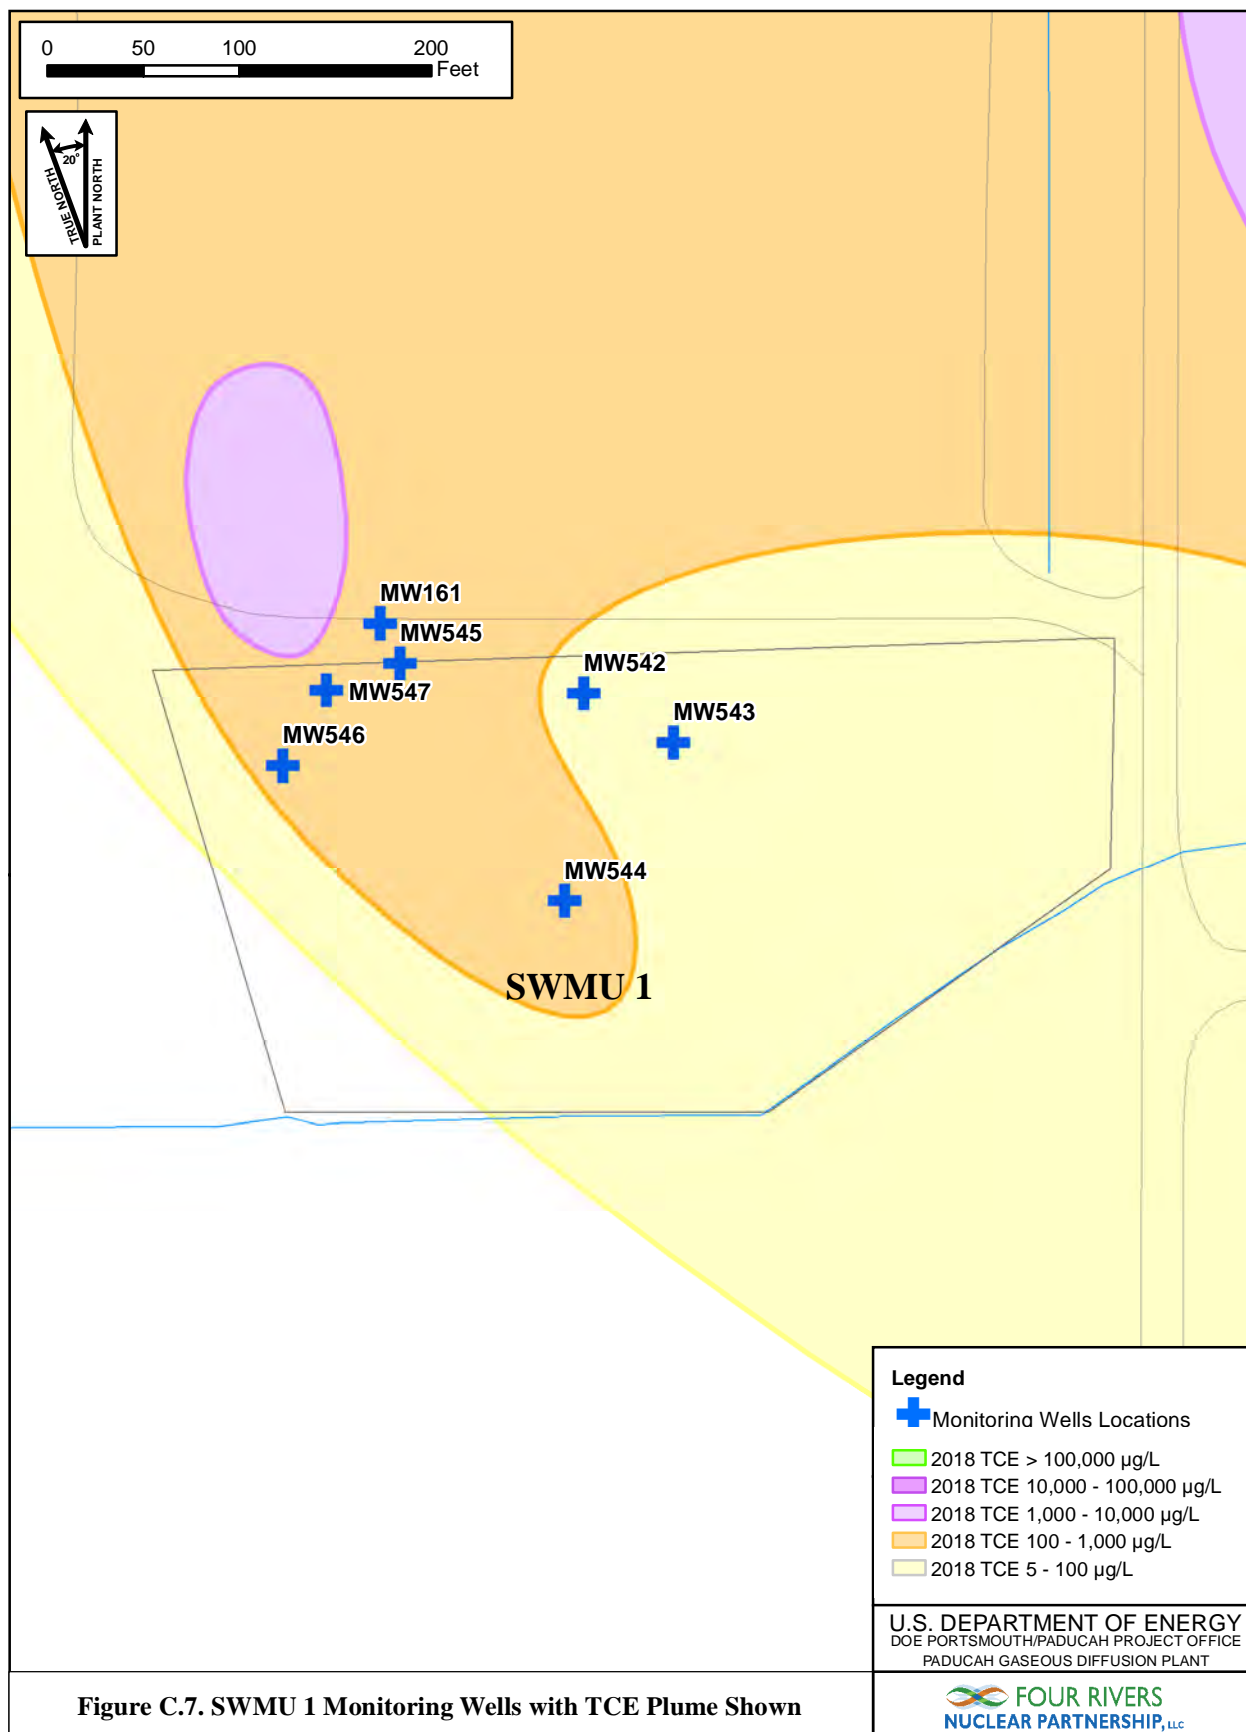 0 50 100 200
Feet
20°
TRUE NORTH
PLANT NORTH
MW161
MW545
MW542
MW547
MW543
MW546
MW544
SWMU 1
Legend
Monitoring Wells Locations
2018 TCE > 100,000 µg/L
2018 TCE 10,000 - 100,000 µg/L
2018 TCE 1,000 - 10,000 µg/L
2018 TCE 100 - 1,000 µg/L
2018 TCE 5 - 100 µg/L
U.S. DEPARTMENT OF ENERGY
DOE PORTSMOUTH/PADUCAH PROJECT OFFICE
PADUCAH GASEOUS DIFFUSION PLANT
Figure C.7. SWMU 1 Monitoring Wells with TCE Plume Shown
FOUR RIVERS
NUCLEAR PARTNERSHIP, LLC